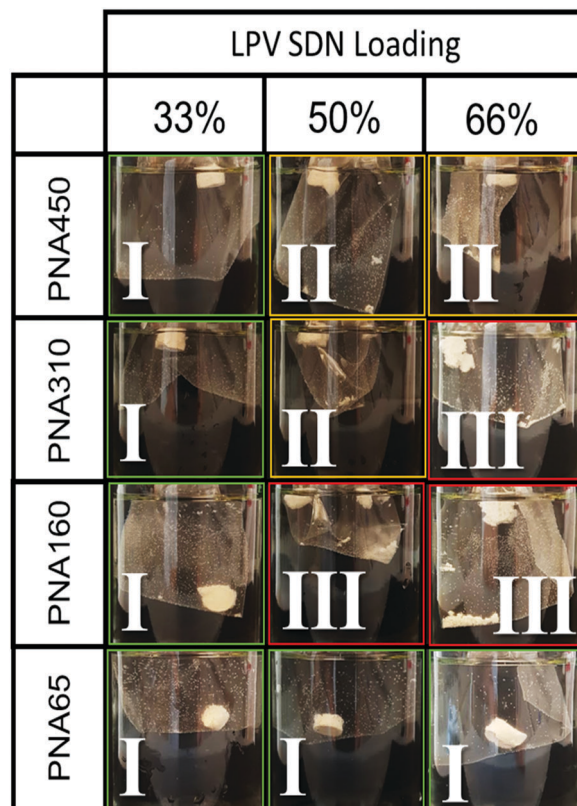 LPV SDN Loading
33% 50% 66%
PNA450 I II II
PNA310 I II III
PNA160 I III III
PNA65 I I I